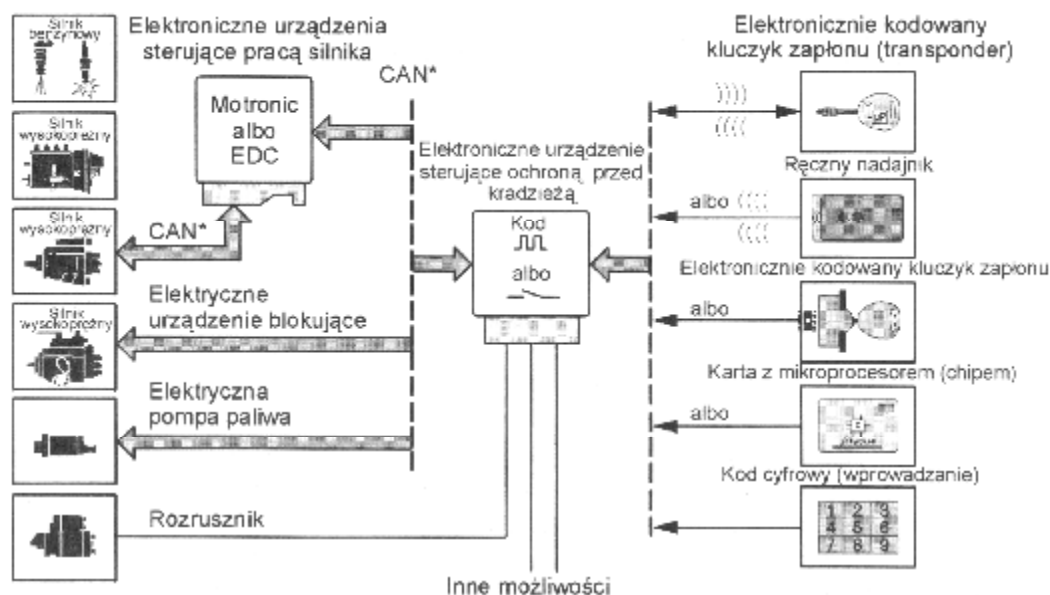 Silnik
benzynowy
Elektroniczne urządzenia
sterujące pracą silnika
CAN*
Elektronicznie kodowany
kluczyk zapłonu (transponder)
Motronic
albo
EDC
Silnik
wysokoprężny
Elektroniczne urządzenie
sterujące ochroną przed
kradzieżą
Ręczny nadajnik
albo
Silnik
wysokoprężny
CAN*
Kod
albo
Elektronicznie kodowany kluczyk zapłonu
albo
Silnik
wysokoprężny
Elektryczne
urządzenie blokujące
Karta z mikroprocesorem (chipem)
albo
Elektryczna
pompa paliwa
Kod cyfrowy (wprowadzanie)
1 2 3
4 5 6
7 8 9
Rozrusznik
Inne możliwości